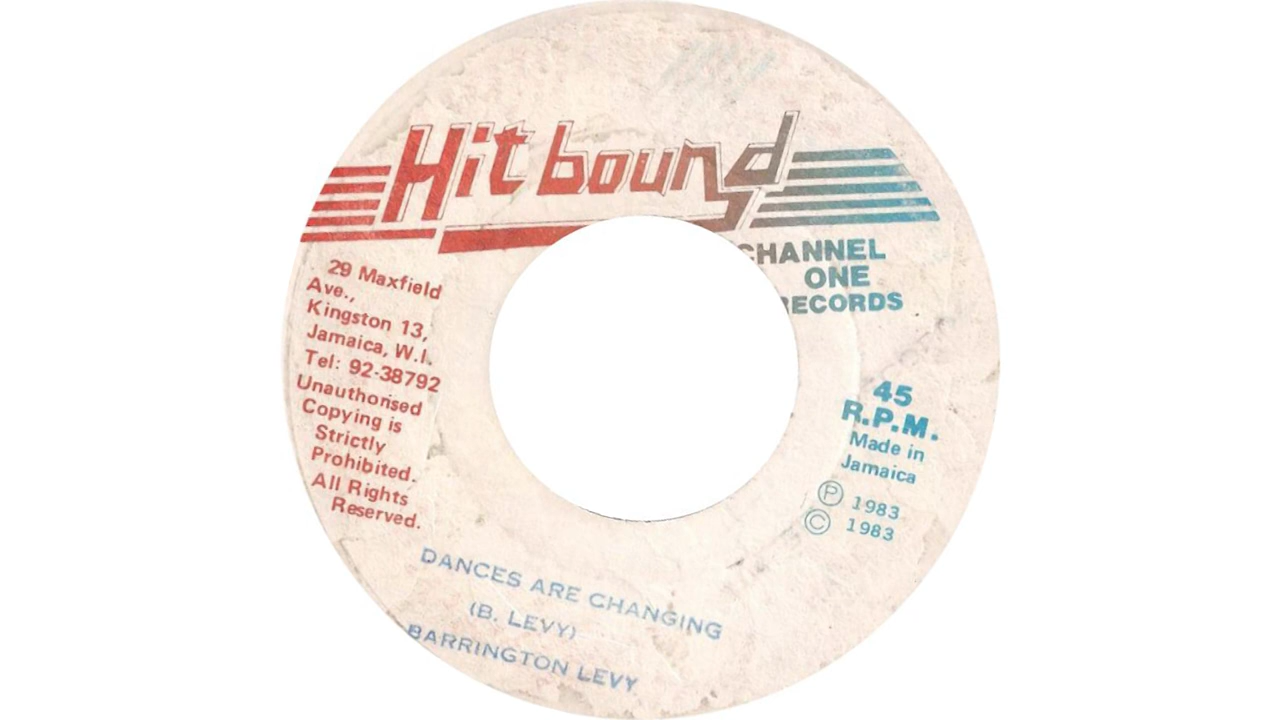 Hit bound
CHANNEL
ONE
RECORDS
29 Maxfield
Ave.,
Kingston 13,
Jamaica, W.I.
Tel: 92-38792
Unauthorised
Copying is
Strictly
Prohibited.
All Rights
Reserved.
45
R.P.M.
Made in
Jamaica
Ⓟ 1983
© 1983
DANCES ARE CHANGING
(B. LEVY)
BARRINGTON LEVY